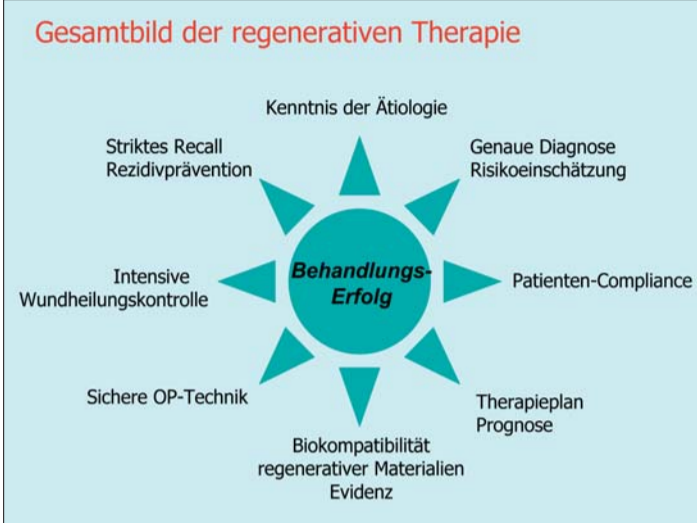 Gesamtbild der regenerativen Therapie
Kenntnis der Ätiologie
Genaue Diagnose
Risikoeinschätzung
Patienten-Compliance
Therapieplan
Prognose
Biokompatibilität
regenerativer Materialien
Evidenz
Sichere OP-Technik
Intensive
Wundheilungskontrolle
Striktes Recall
Rezidivprävention
Behandlungs-
Erfolg